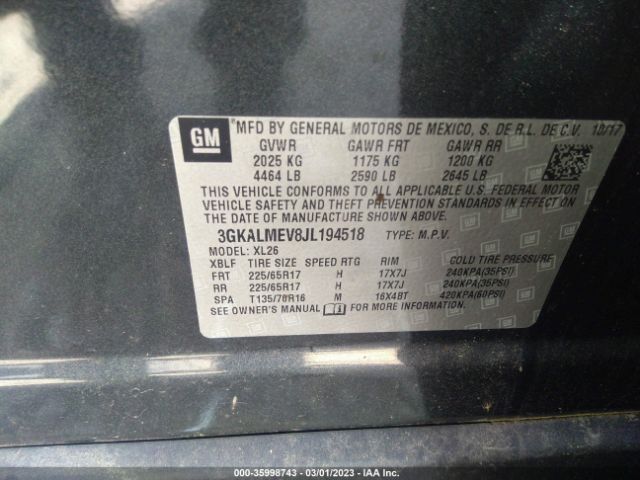 GM
MFD BY GENERAL MOTORS DE MEXICO, S. DE R.L. DE C.V. 10/17
GVWR GAWR FRT GAWR RR
2025 KG 1175 KG 1200 KG
4464 LB 2590 LB 2645 LB
THIS VEHICLE CONFORMS TO ALL APPLICABLE U.S. FEDERAL MOTOR
VEHICLE SAFETY AND THEFT PREVENTION STANDARDS IN EFFECT ON
THE DATE OF MANUFACTURE SHOWN ABOVE.
3GKALMEV8JL194518 TYPE: M.P.V.
MODEL: XL26
XBLF TIRE SIZE SPEED RTG RIM COLD TIRE PRESSURE
FRT 225/65R17 H 17X7J 240KPA(35PSI)
RR 225/65R17 H 17X7J 240KPA(35PSI)
SPA T135/70R16 M 16X4BT 420KPA(60PSI)
SEE OWNER'S MANUAL FOR MORE INFORMATION.
000-35998743 // 03/01/2023 // IAA Inc.